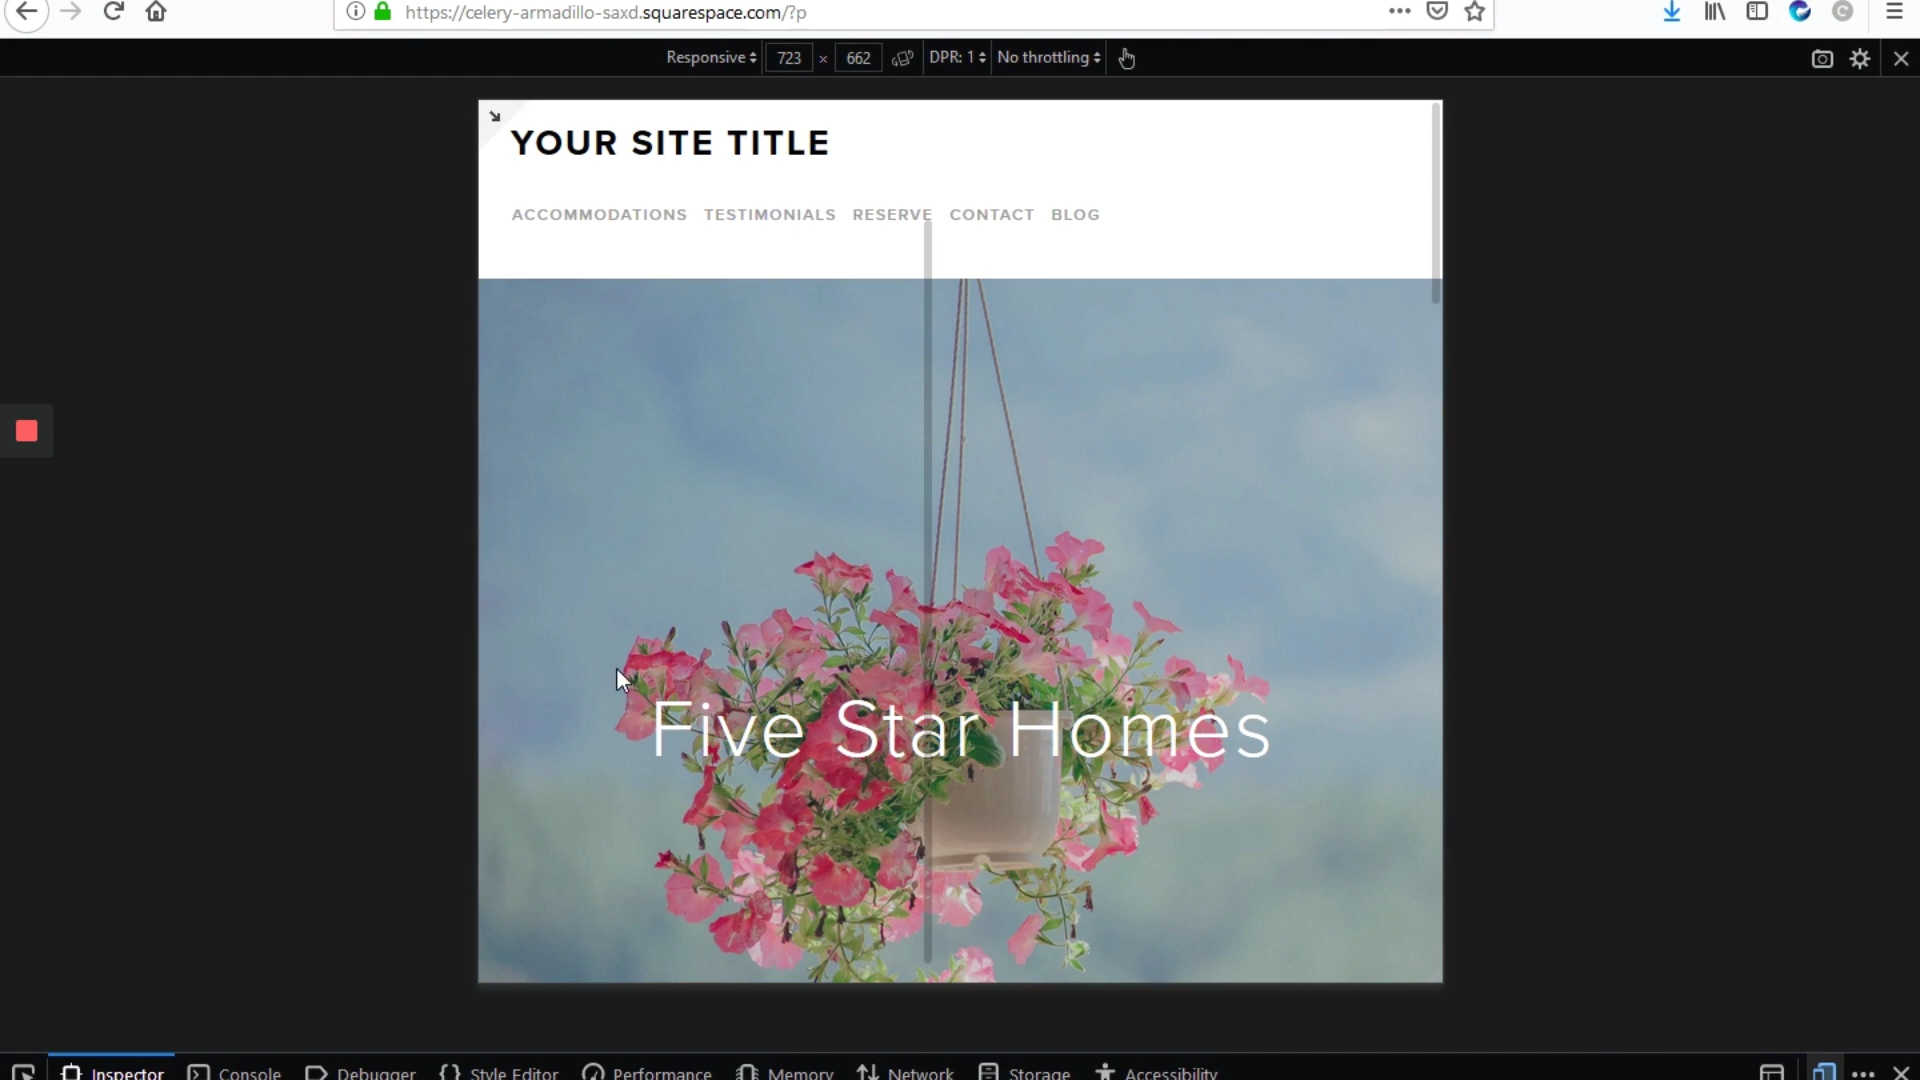 https://celery-armadillo-saxd.squarespace.com/?p
Responsive 723 × 662 DPR: 1 No throttling
YOUR SITE TITLE
ACCOMMODATIONS TESTIMONIALS RESERVE CONTACT BLOG
Five Star Homes
Inspector Console Debugger Style Editor Performance Memory Network Storage Accessibility